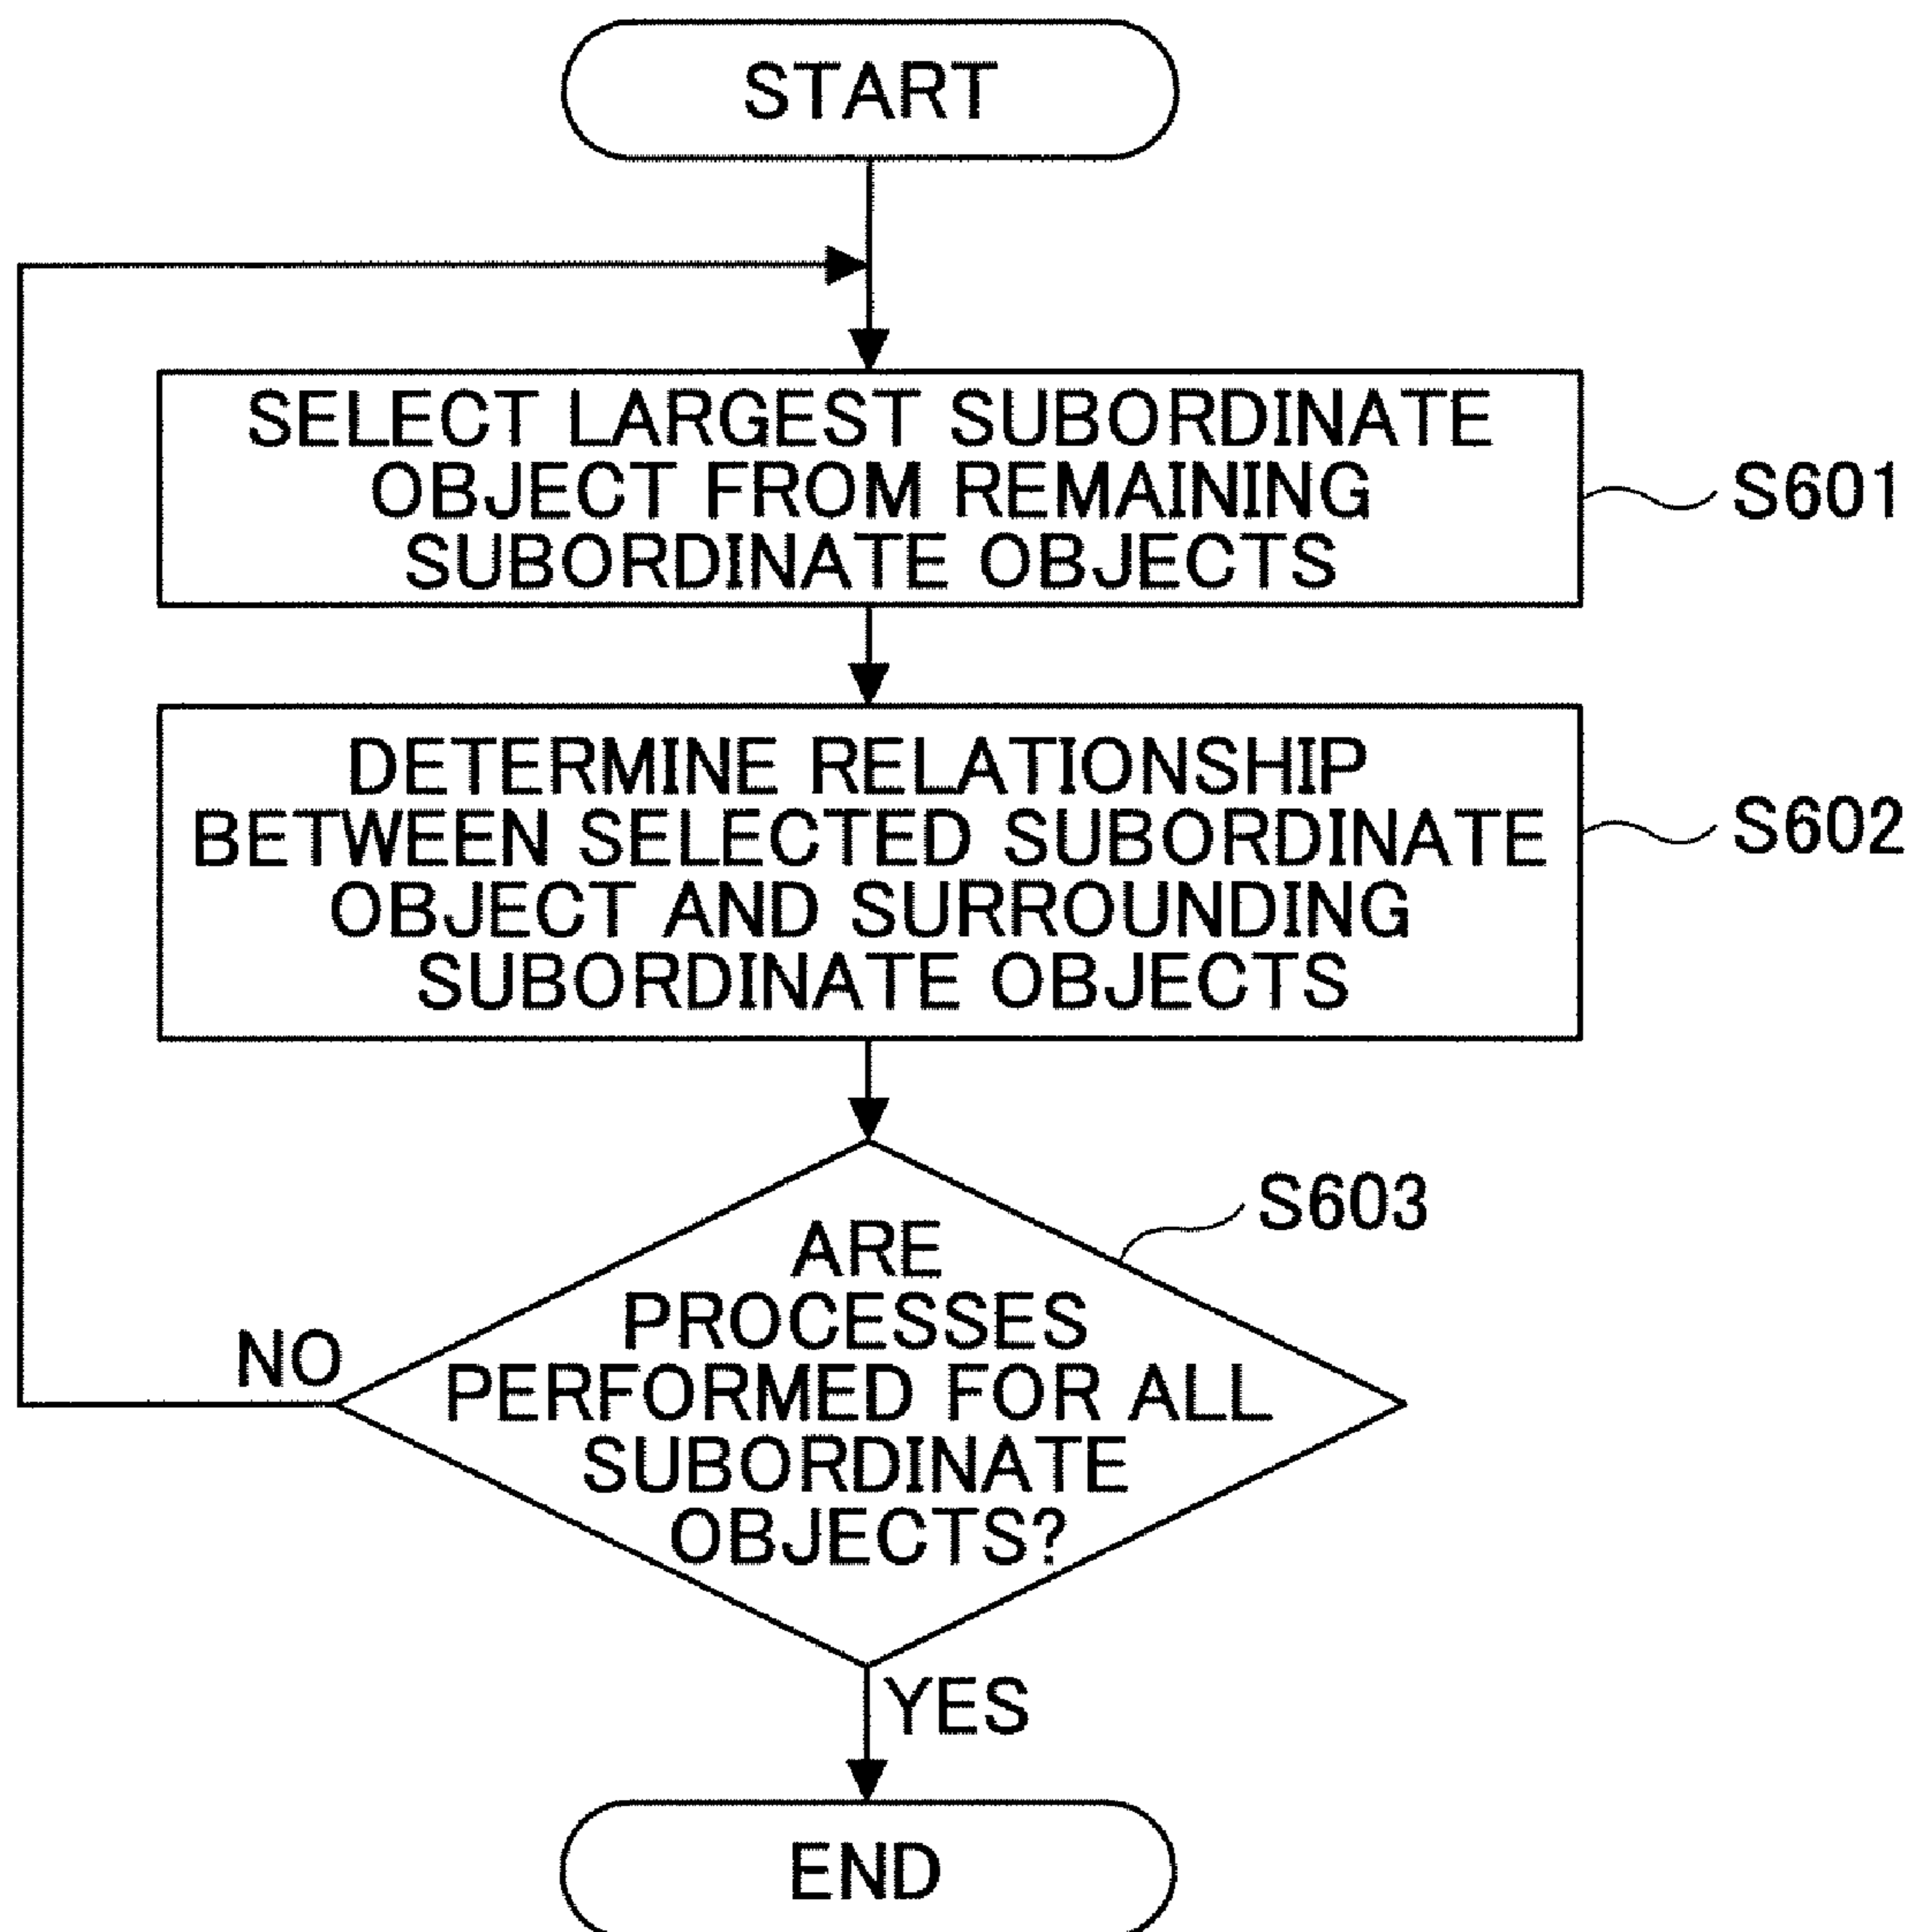 START
SELECT LARGEST SUBORDINATE
OBJECT FROM REMAINING
SUBORDINATE OBJECTS
S601
DETERMINE RELATIONSHIP
BETWEEN SELECTED SUBORDINATE
OBJECT AND SURROUNDING
SUBORDINATE OBJECTS
S602
S603
ARE
PROCESSES
PERFORMED FOR ALL
SUBORDINATE
OBJECTS?
NO
YES
END